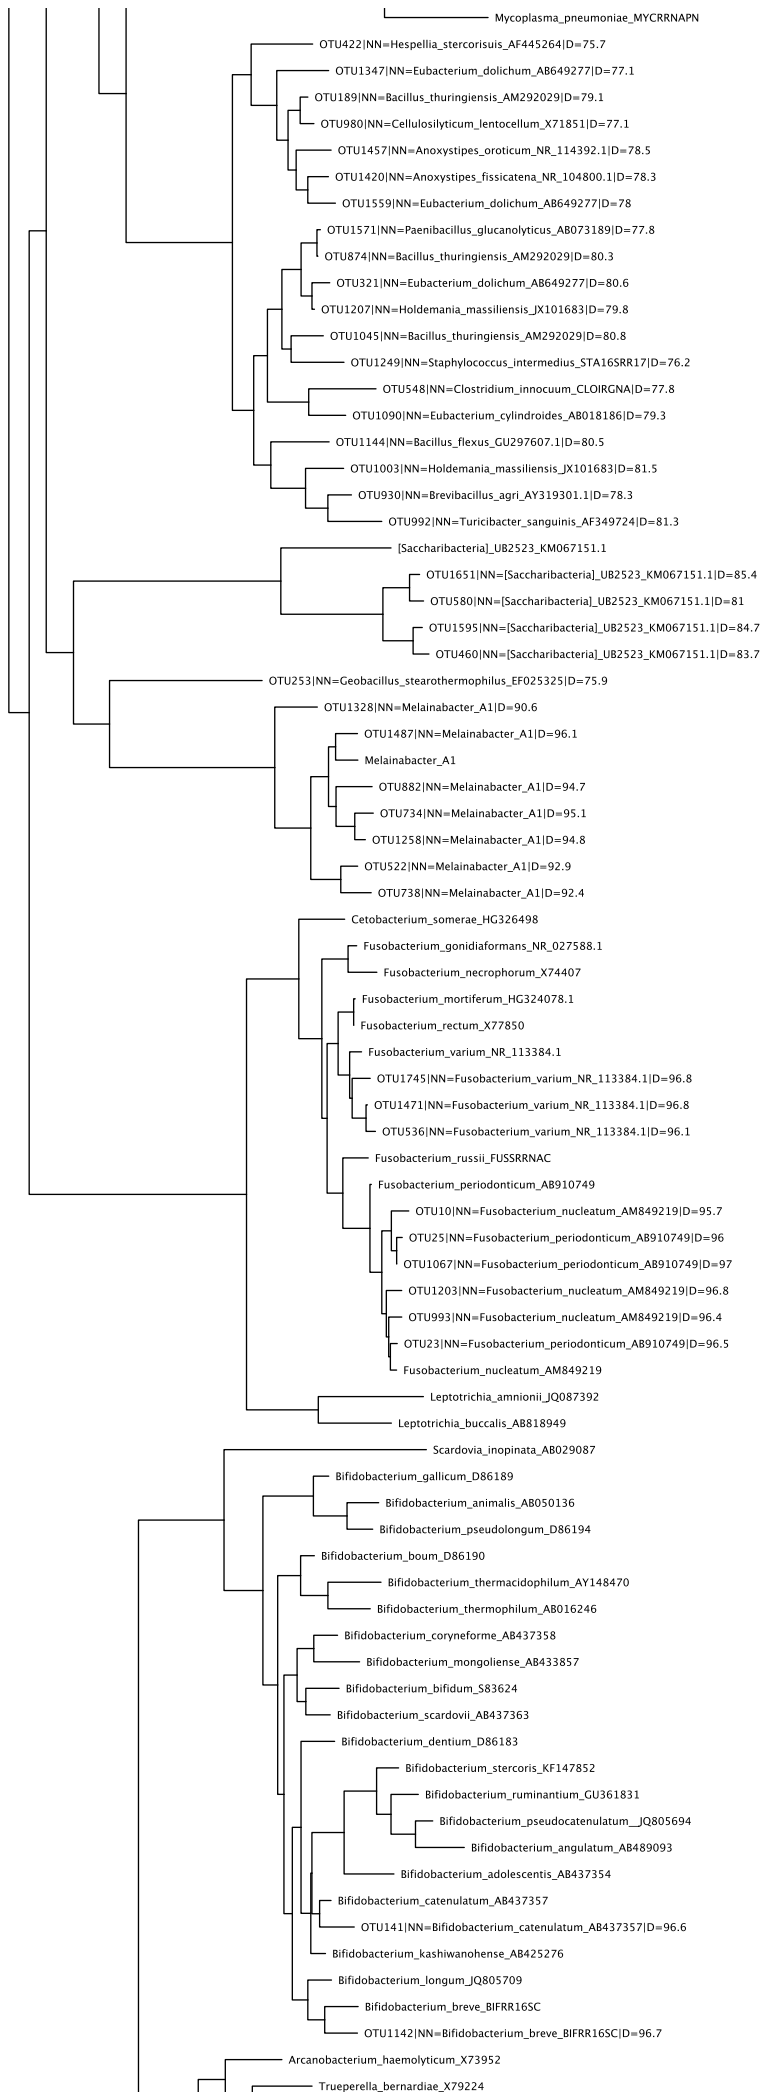 Mycoplasma_pneumoniae_MYCRRNAPN
OTU422|NN=Hespellia_stercorisuis_AF445264|D=75.7
OTU1347|NN=Eubacterium_dolichum_AB649277|D=77.1
OTU189|NN=Bacillus_thuringiensis_AM292029|D=79.1
OTU980|NN=Cellulosilyticum_lentocellum_X71851|D=77.1
OTU1457|NN=Anoxystipes_oroticum_NR_114392.1|D=78.5
OTU1420|NN=Anoxystipes_fissicatena_NR_104800.1|D=78.3
OTU1559|NN=Eubacterium_dolichum_AB649277|D=78
OTU1571|NN=Paenibacillus_glucanolyticus_AB073189|D=77.8
OTU874|NN=Bacillus_thuringiensis_AM292029|D=80.3
OTU321|NN=Eubacterium_dolichum_AB649277|D=80.6
OTU1207|NN=Holdemania_massiliensis_JX101683|D=79.8
OTU1045|NN=Bacillus_thuringiensis_AM292029|D=80.8
OTU1249|NN=Staphylococcus_intermedius_STA16SRR17|D=76.2
OTU548|NN=Clostridium_innocuum_CLOIRGNA|D=77.8
OTU1090|NN=Eubacterium_cylindroides_AB018186|D=79.3
OTU1144|NN=Bacillus_flexus_GU297607.1|D=80.5
OTU1003|NN=Holdemania_massiliensis_JX101683|D=81.5
OTU930|NN=Brevibacillus_agri_AY319301.1|D=78.3
OTU992|NN=Turicibacter_sanguinis_AF349724|D=81.3
[Saccharibacteria]_UB2523_KM067151.1
OTU1651|NN=[Saccharibacteria]_UB2523_KM067151.1|D=85.4
OTU580|NN=[Saccharibacteria]_UB2523_KM067151.1|D=81
OTU1595|NN=[Saccharibacteria]_UB2523_KM067151.1|D=84.7
OTU460|NN=[Saccharibacteria]_UB2523_KM067151.1|D=83.7
OTU253|NN=Geobacillus_stearothermophilus_EF025325|D=75.9
OTU1328|NN=Melainabacter_A1|D=90.6
OTU1487|NN=Melainabacter_A1|D=96.1
Melainabacter_A1
OTU882|NN=Melainabacter_A1|D=94.7
OTU734|NN=Melainabacter_A1|D=95.1
OTU1258|NN=Melainabacter_A1|D=94.8
OTU522|NN=Melainabacter_A1|D=92.9
OTU738|NN=Melainabacter_A1|D=92.4
Cetobacterium_somerae_HG326498
Fusobacterium_gonidiaformans_NR_027588.1
Fusobacterium_necrophorum_X74407
Fusobacterium_mortiferum_HG324078.1
Fusobacterium_rectum_X77850
Fusobacterium_varium_NR_113384.1
OTU1745|NN=Fusobacterium_varium_NR_113384.1|D=96.8
OTU1471|NN=Fusobacterium_varium_NR_113384.1|D=96.8
OTU536|NN=Fusobacterium_varium_NR_113384.1|D=96.1
Fusobacterium_russii_FUSSRRNAC
Fusobacterium_periodonticum_AB910749
OTU10|NN=Fusobacterium_nucleatum_AM849219|D=95.7
OTU25|NN=Fusobacterium_periodonticum_AB910749|D=96
OTU1067|NN=Fusobacterium_periodonticum_AB910749|D=97
OTU1203|NN=Fusobacterium_nucleatum_AM849219|D=96.8
OTU993|NN=Fusobacterium_nucleatum_AM849219|D=96.4
OTU23|NN=Fusobacterium_periodonticum_AB910749|D=96.5
Fusobacterium_nucleatum_AM849219
Leptotrichia_amnionii_JQ087392
Leptotrichia_buccalis_AB818949
Scardovia_inopinata_AB029087
Bifidobacterium_gallicum_D86189
Bifidobacterium_animalis_AB050136
Bifidobacterium_pseudolongum_D86194
Bifidobacterium_boum_D86190
Bifidobacterium_thermacidophilum_AY148470
Bifidobacterium_thermophilum_AB016246
Bifidobacterium_coryneforme_AB437358
Bifidobacterium_mongoliense_AB433857
Bifidobacterium_bifidum_S83624
Bifidobacterium_scardovii_AB437363
Bifidobacterium_dentium_D86183
Bifidobacterium_stercoris_KF147852
Bifidobacterium_ruminantium_GU361831
Bifidobacterium_pseudocatenulatum__JQ805694
Bifidobacterium_angulatum_AB489093
Bifidobacterium_adolescentis_AB437354
Bifidobacterium_catenulatum_AB437357
OTU141|NN=Bifidobacterium_catenulatum_AB437357|D=96.6
Bifidobacterium_kashiwanohense_AB425276
Bifidobacterium_longum_JQ805709
Bifidobacterium_breve_BIFRR16SC
OTU1142|NN=Bifidobacterium_breve_BIFRR16SC|D=96.7
Arcanobacterium_haemolyticum_X73952
Trueperella_bernardiae_X79224